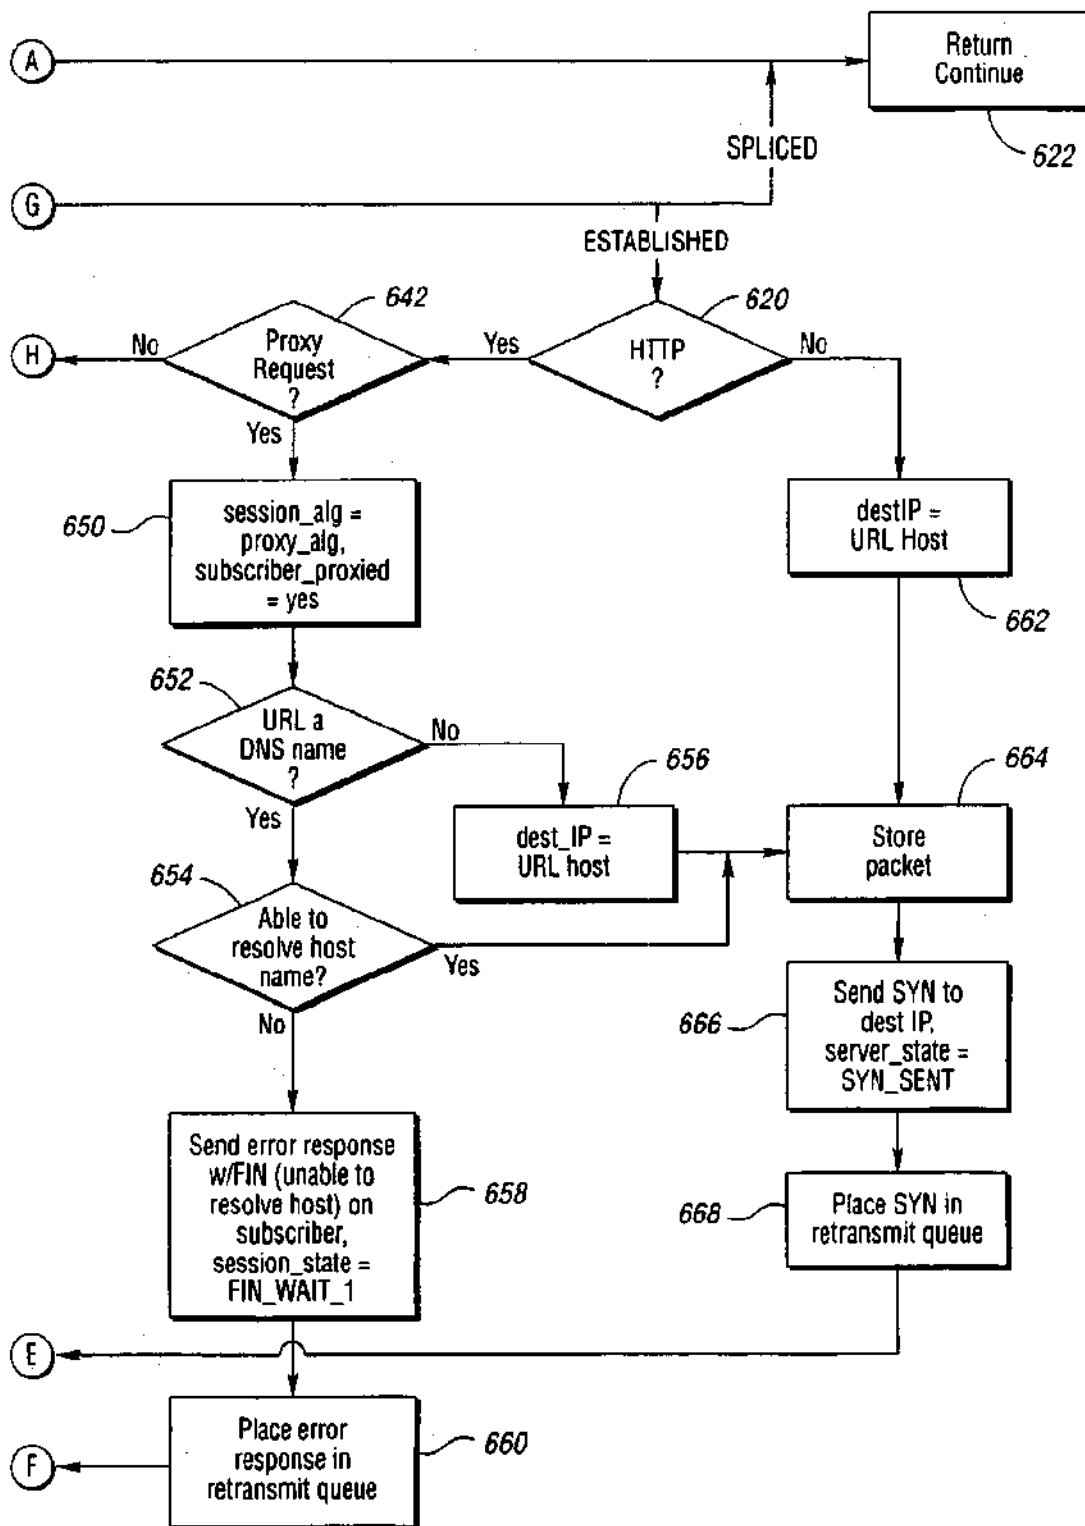 A
Return
Continue
622
SPLICED
G
ESTABLISHED
642
620
H
No
Proxy
Request
?
Yes
HTTP
?
No
Yes
650
session_alg =
proxy_alg,
subscriber_proxied
= yes
destIP =
URL Host
662
652
URL a
DNS name
?
No
Yes
656
664
dest_IP =
URL host
Store
packet
654
Able to
resolve host
name?
Yes
No
666
Send SYN to
dest IP,
server_state =
SYN_SENT
Send error response
w/FIN (unable to
resolve host) on
subscriber,
session_state =
FIN_WAIT_1
658
668
Place SYN in
retransmit queue
E
Place error
response in
retransmit queue
660
F